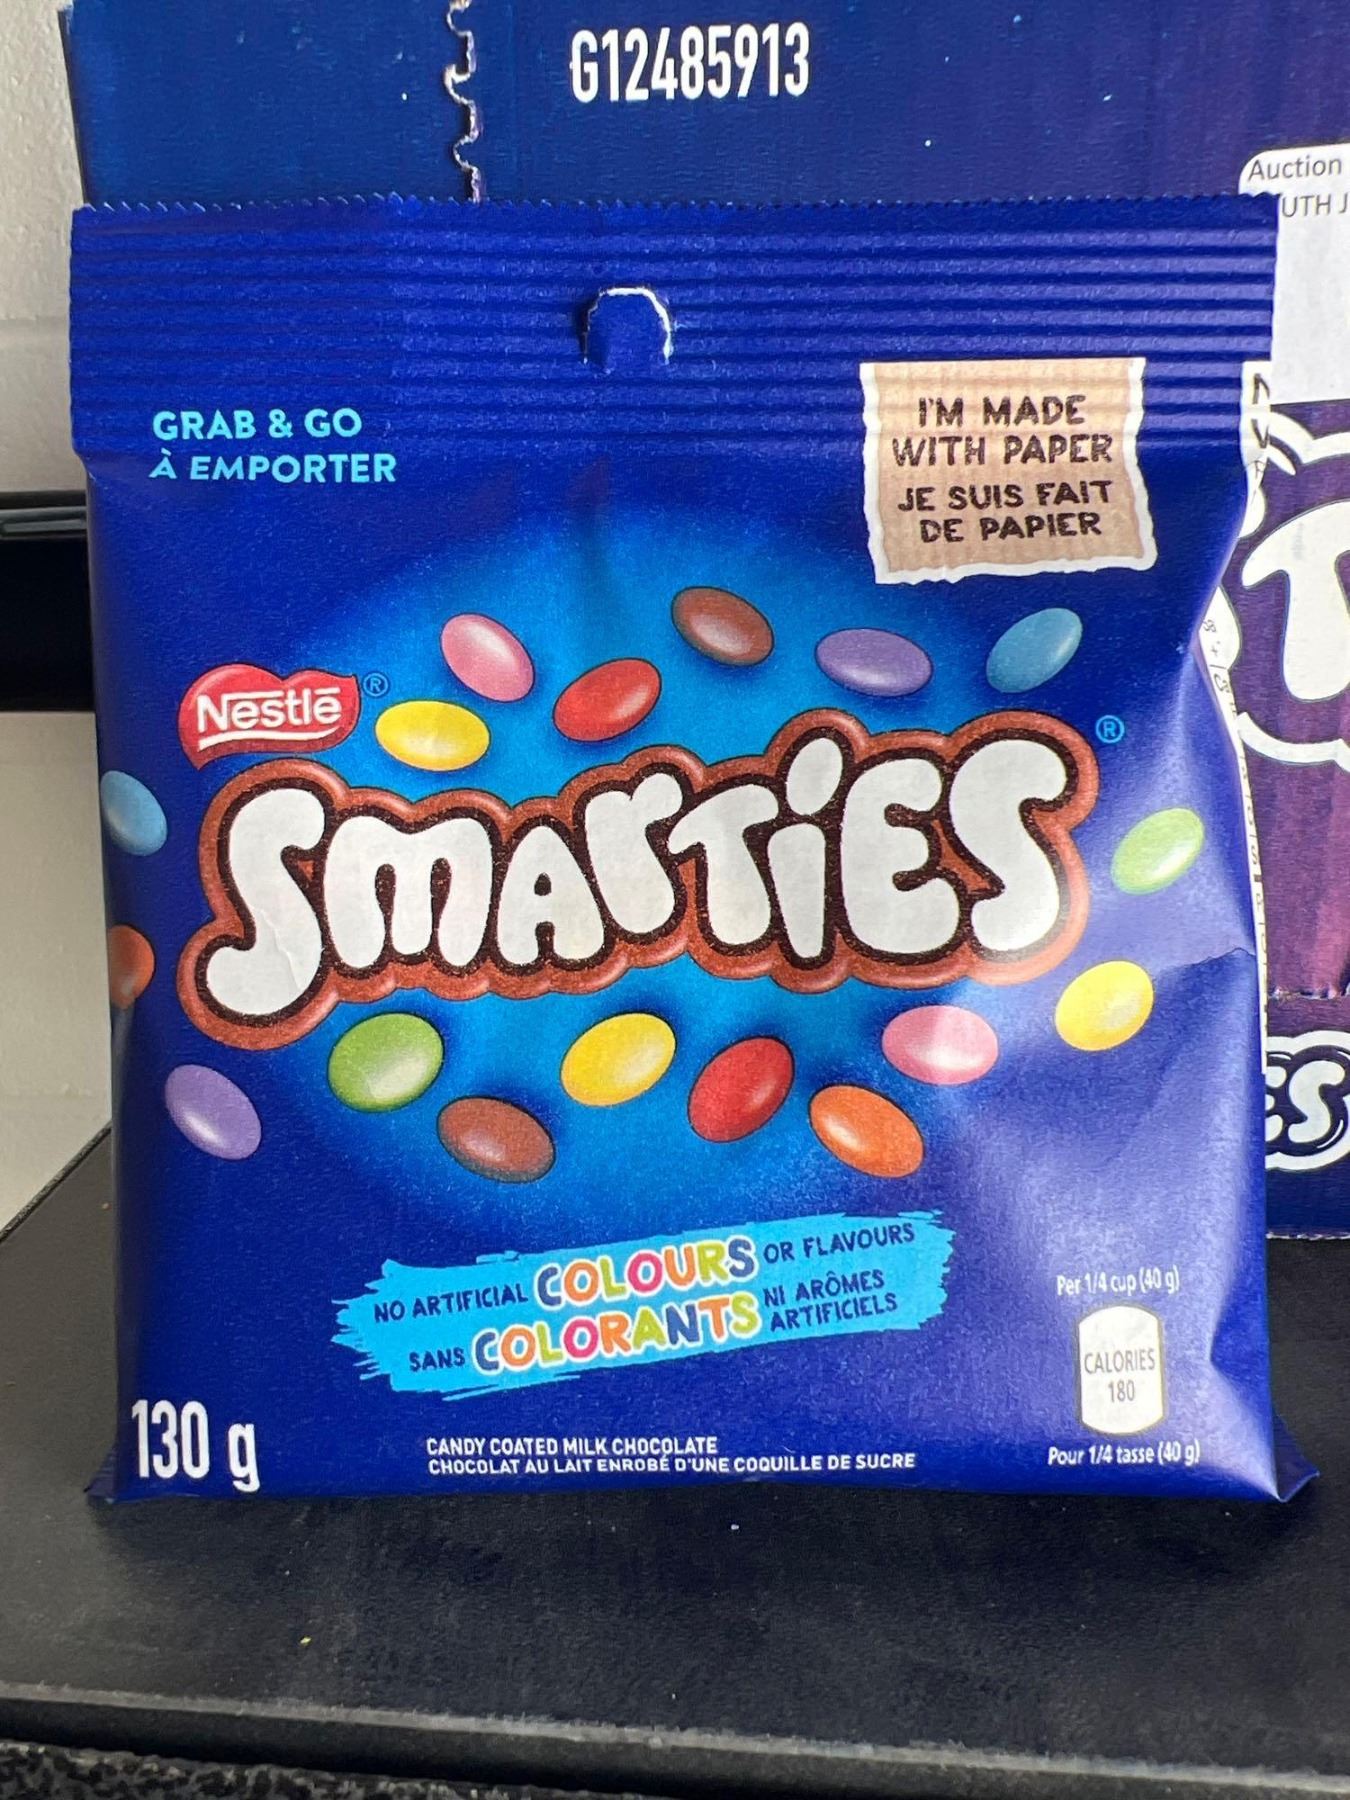 G12485913
Auction
UTH J
GRAB & GO
À EMPORTER
I'M MADE
WITH PAPER
JE SUIS FAIT
DE PAPIER
Nestlé ®
SMARTIES ®
ES
NO ARTIFICIAL COLOURS OR FLAVOURS
SANS COLORANTS NI ARÔMES
ARTIFICIELS
Per 1/4 cup (40 g)
CALORIES
180
Pour 1/4 tasse (40 g)
130 g
CANDY COATED MILK CHOCOLATE
CHOCOLAT AU LAIT ENROBÉ D'UNE COQUILLE DE SUCRE